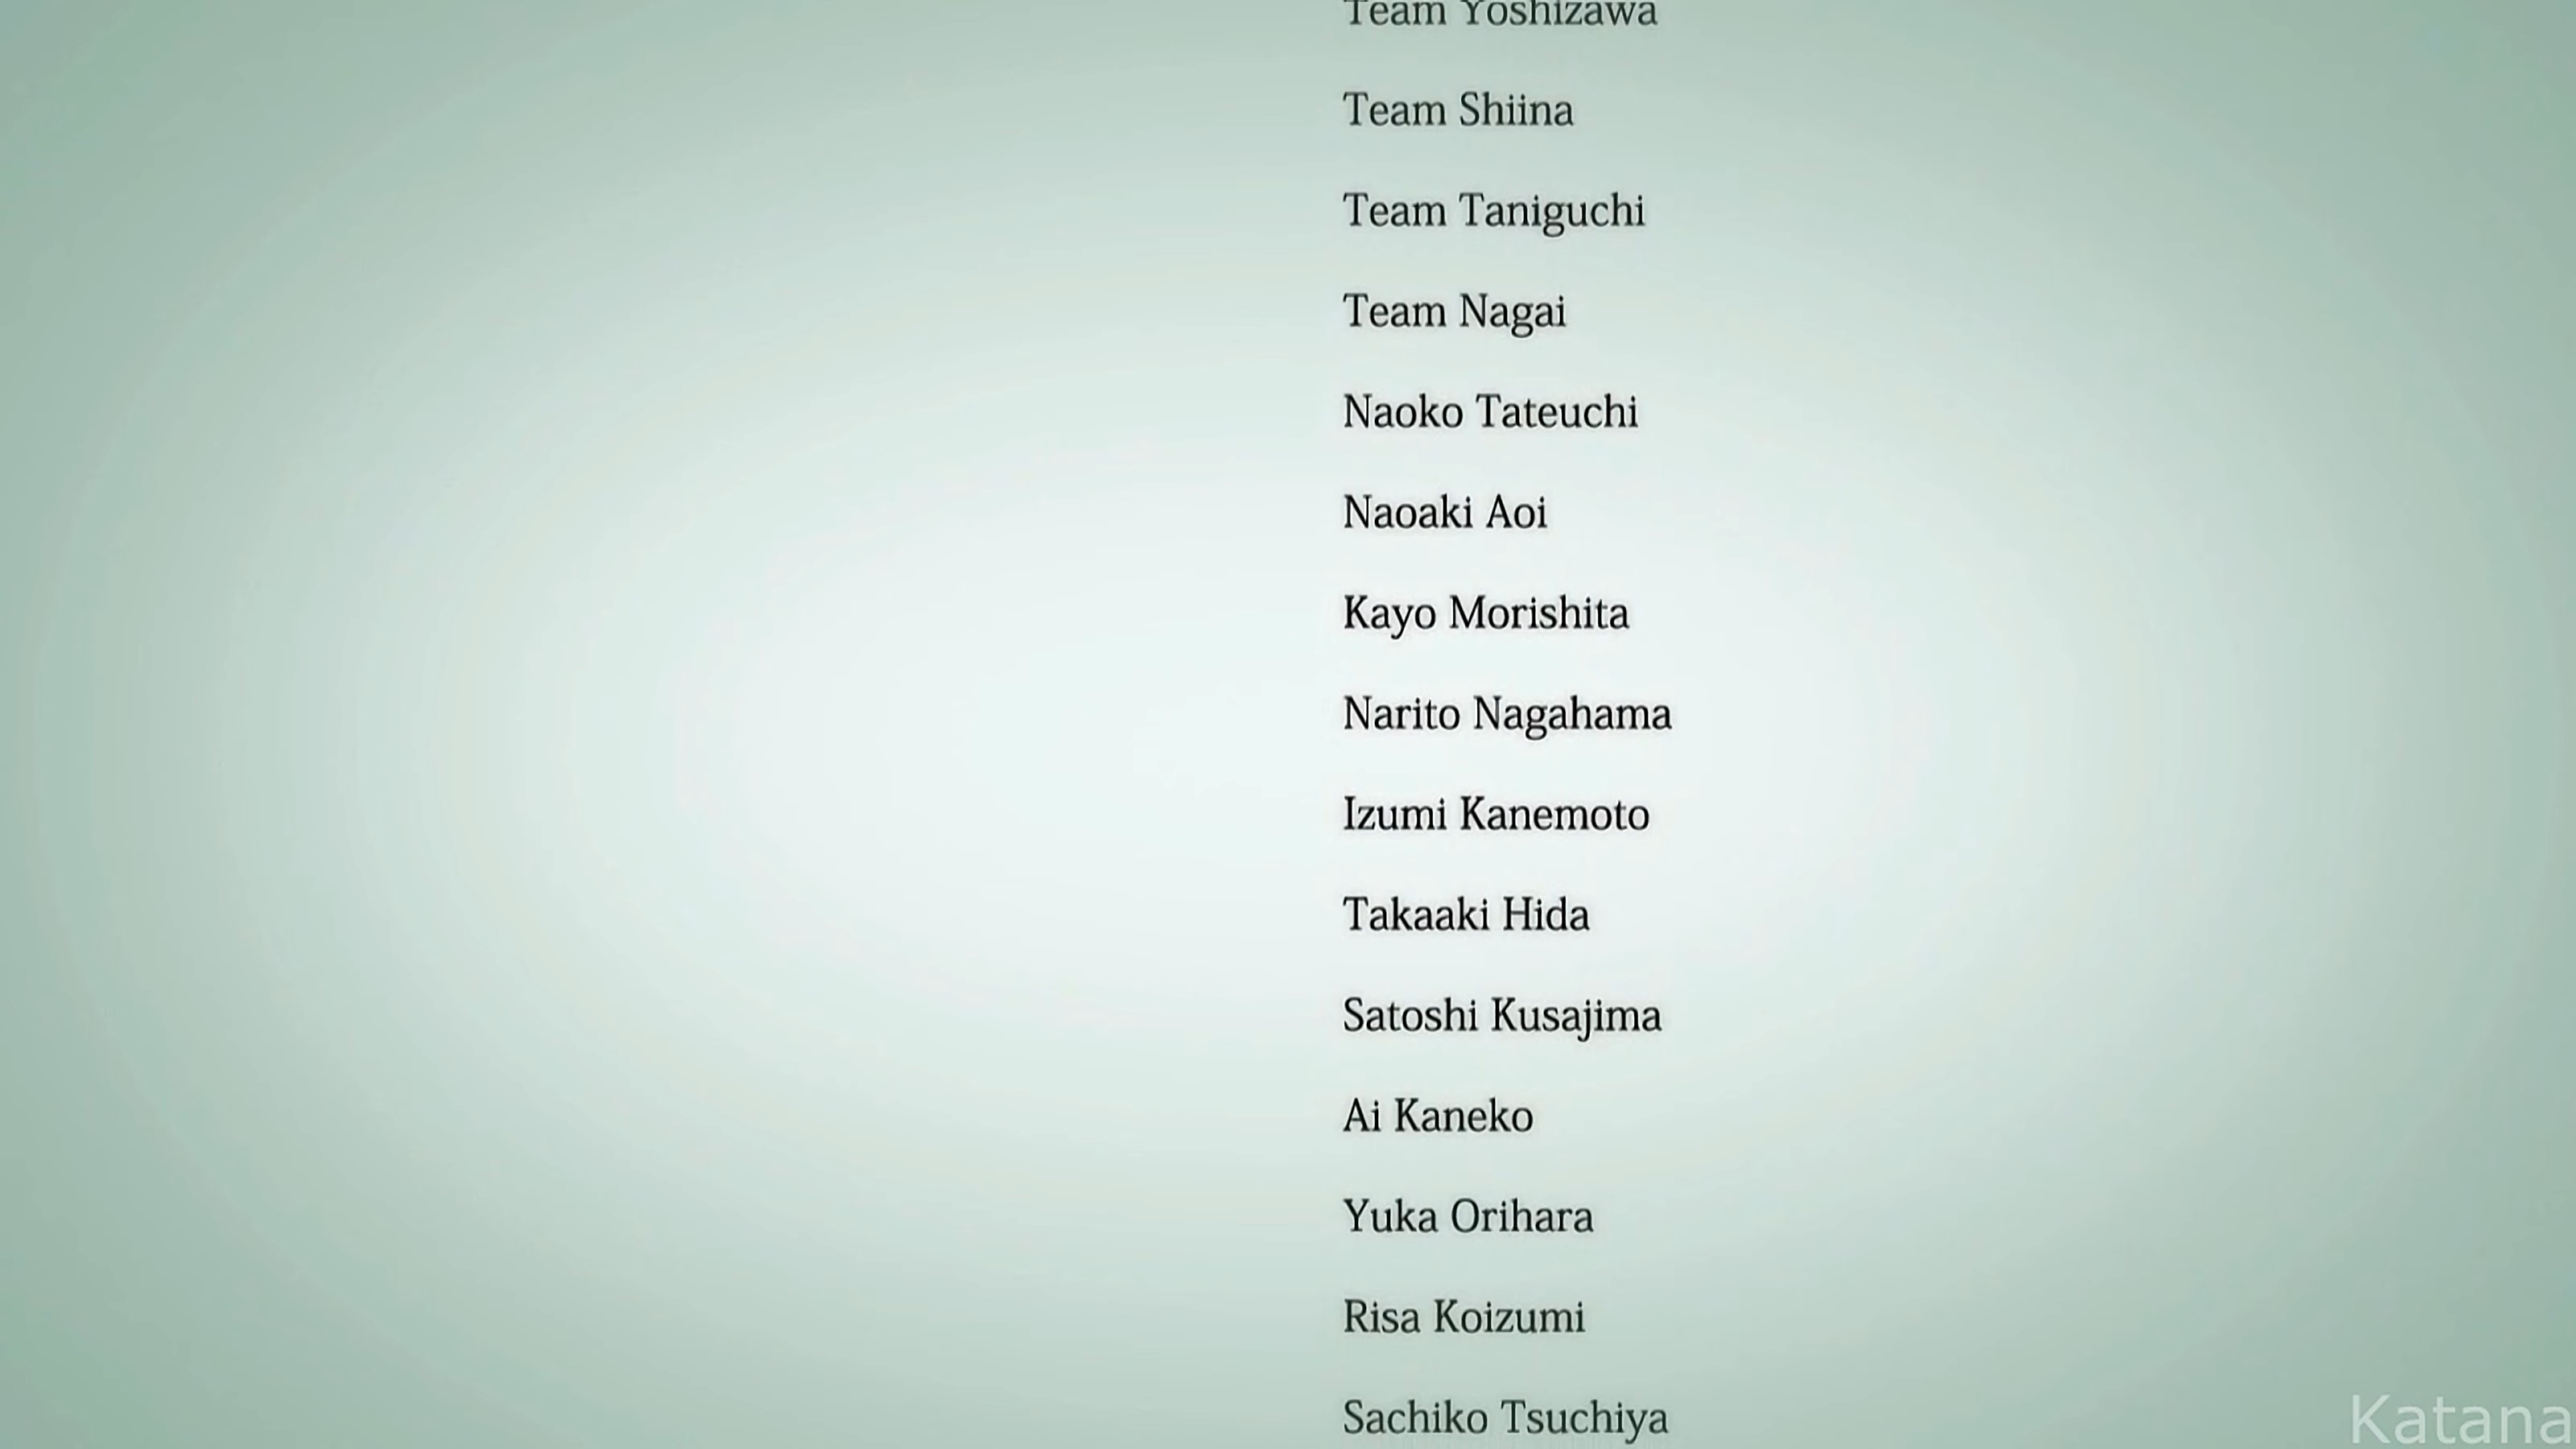 Team Yoshizawa
Team Shiina
Team Taniguchi
Team Nagai
Naoko Tateuchi
Naoaki Aoi
Kayo Morishita
Narito Nagahama
Izumi Kanemoto
Takaaki Hida
Satoshi Kusajima
Ai Kaneko
Yuka Orihara
Risa Koizumi
Sachiko Tsuchiya
Katana